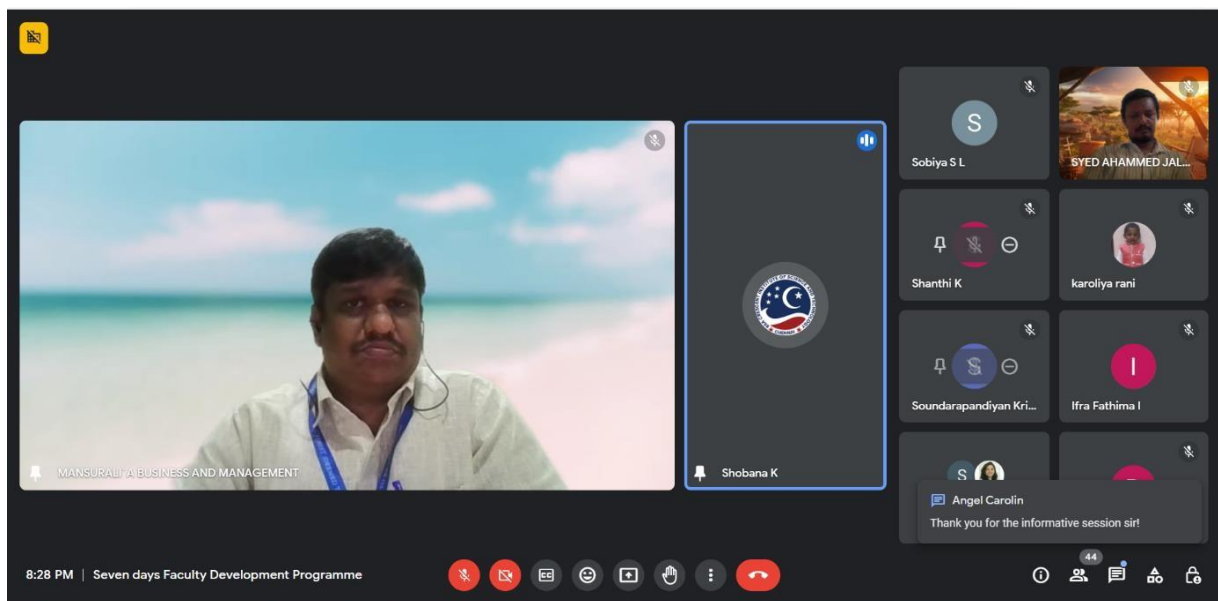 MANSURALI A BUSINESS AND MANAGEMENT
Shobana K
S
Sobiya S L
SYED AHAMMED JAL...
Shanthi K
karoliya rani
S
Soundarapandiyan Kri...
I
Ifra Fathima I
S
Angel Carolin
Thank you for the informative session sir!
8:28 PM | Seven days Faculty Development Programme
CC
44